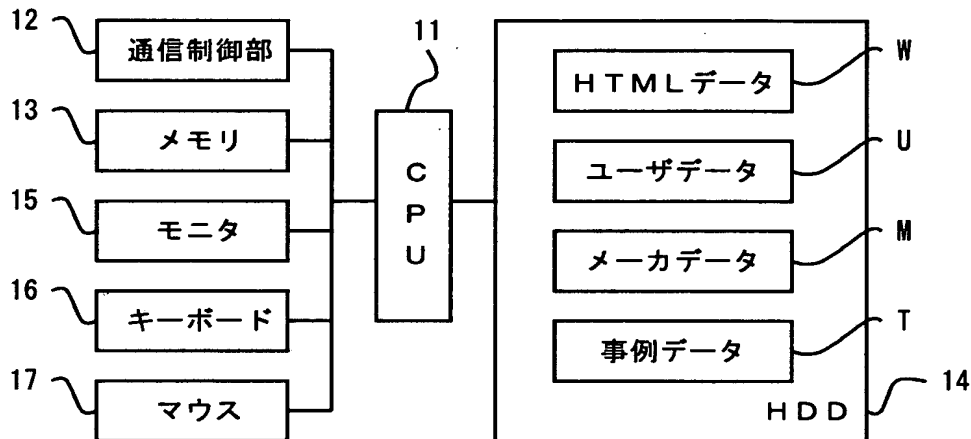 12
通信制御部
13
メモリ
15
モニタ
16
キーボード
17
マウス
11
CPU
HTMLデータ
W
ユーザデータ
U
メーカデータ
M
事例データ
T
HDD
14